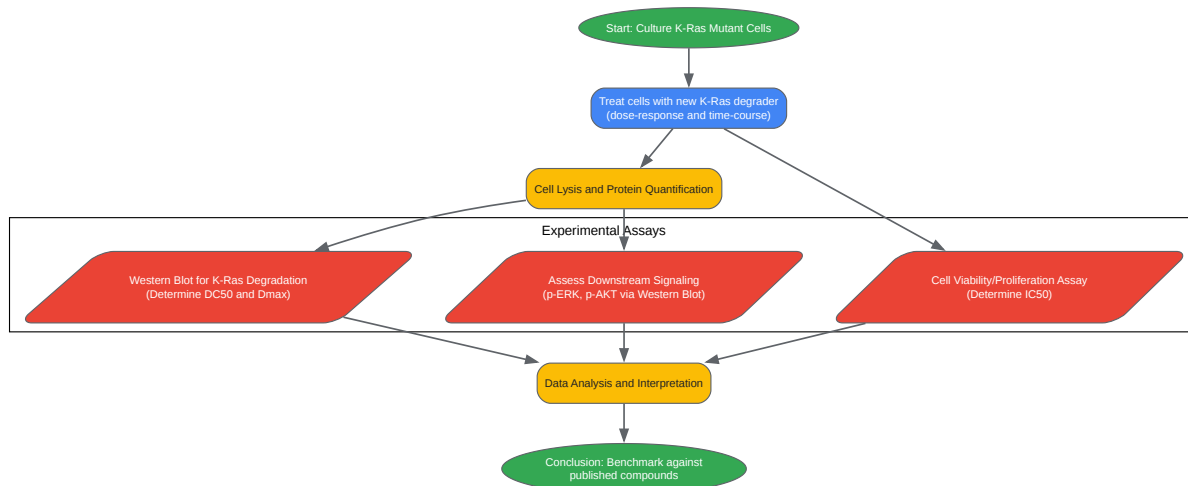 Start: Culture K-Ras Mutant Cells
Treat cells with new K-Ras degrader
(dose-response and time-course)
Cell Lysis and Protein Quantification
Experimental Assays
Western Blot for K-Ras Degradation
(Determine DC50 and Dmax)
Assess Downstream Signaling
(p-ERK, p-AKT via Western Blot)
Cell Viability/Proliferation Assay
(Determine IC50)
Data Analysis and Interpretation
Conclusion: Benchmark against
published compounds